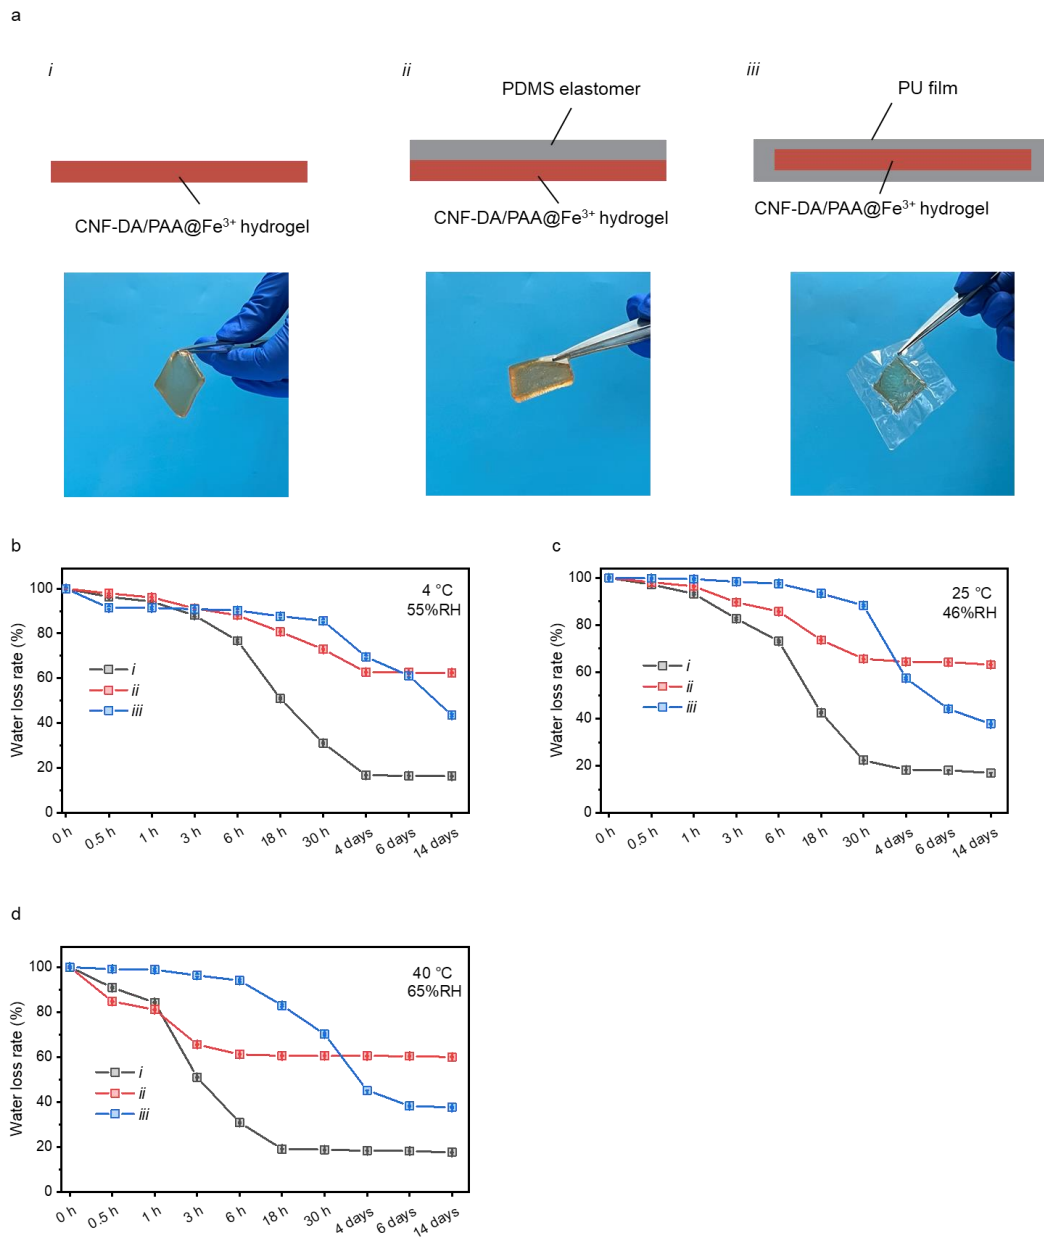 a
i
ii
iii
PDMS elastomer
PU film
CNF-DA/PAA@Fe³⁺ hydrogel
CNF-DA/PAA@Fe³⁺ hydrogel
CNF-DA/PAA@Fe³⁺ hydrogel
b
100
80
60
40
20
0
Water loss rate (%)
4 °C
55%RH
i
ii
iii
0 h
0.5 h
1 h
3 h
6 h
18 h
30 h
4 days
6 days
14 days
c
100
80
60
40
20
0
Water loss rate (%)
25 °C
46%RH
i
ii
iii
0 h
0.5 h
1 h
3 h
6 h
18 h
30 h
4 days
6 days
14 days
d
100
80
60
40
20
0
Water loss rate (%)
40 °C
65%RH
i
ii
iii
0 h
0.5 h
1 h
3 h
6 h
18 h
30 h
4 days
6 days
14 days